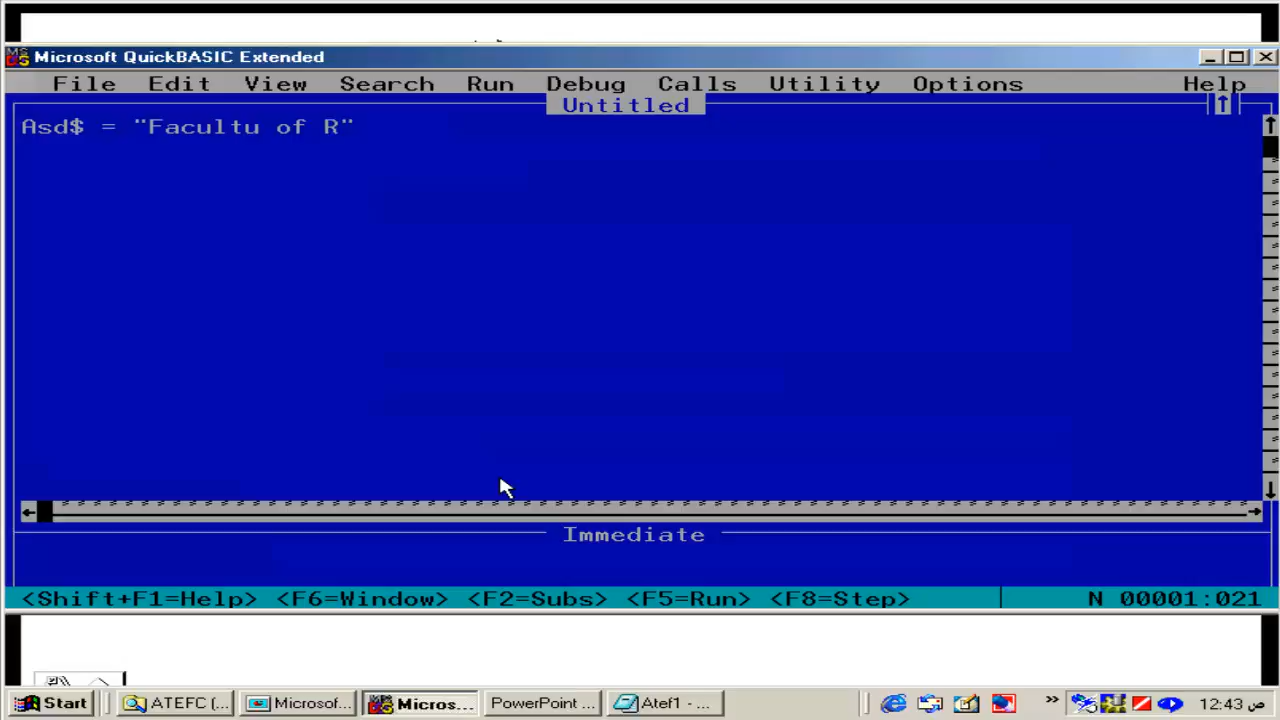 Microsoft QuickBASIC Extended
File Edit View Search Run Debug Calls Utility Options Help
Untitled
Asd$ = "Facultu of R"
Immediate
<Shift+F1=Help> <F6=Window> <F2=Subs> <F5=Run> <F8=Step> N 00001:021
Start ATEFC (... Microsof... Micros... PowerPoint ... Atef1 - ... » 12:43 ص